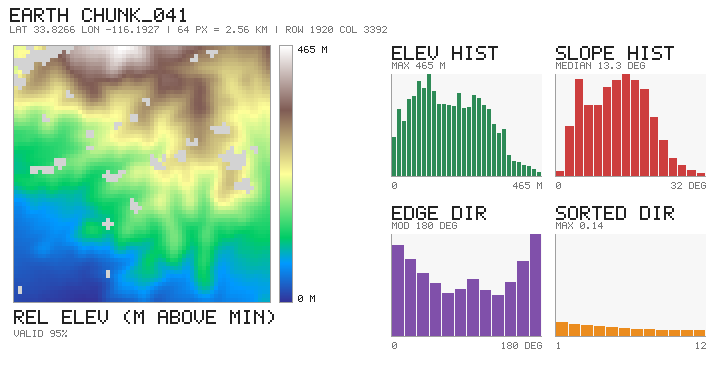 EARTH CHUNK_041
LAT 33.8266 LON -116.1927 | 64 PX = 2.56 KM | ROW 1920 COL 3392
465 M
0 M
REL ELEV (M ABOVE MIN)
VALID 95%
ELEV HIST
MAX 465 M
0 465 M
SLOPE HIST
MEDIAN 13.3 DEG
0 32 DEG
EDGE DIR
MOD 180 DEG
0 180 DEG
SORTED DIR
MAX 0.14
1 12